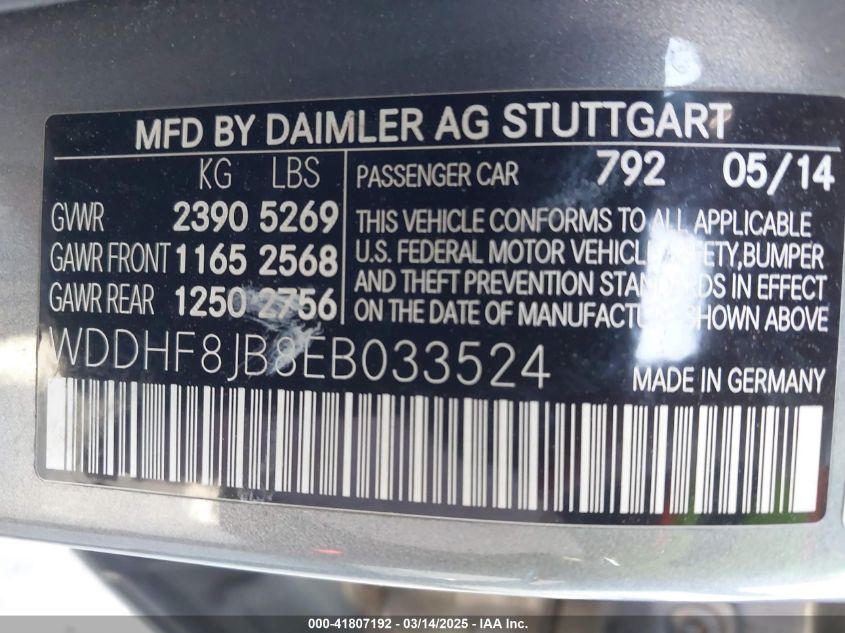 MFD BY DAIMLER AG STUTTGART
KG LBS
GVWR 2390 5269
GAWR FRONT 1165 2568
GAWR REAR 1250 2756
PASSENGER CAR 792 05/14
THIS VEHICLE CONFORMS TO ALL APPLICABLE
U.S. FEDERAL MOTOR VEHICLE SAFETY, BUMPER
AND THEFT PREVENTION STANDARDS IN EFFECT
ON THE DATE OF MANUFACTURE SHOWN ABOVE
WDDHF8JB8EB033524
MADE IN GERMANY
000-41807192 - 03/14/2025 - IAA Inc.